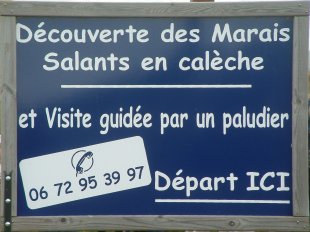 Découverte des Marais
Salants en calèche
et Visite guidée par un paludier
06 72 95 39 97
Départ ICI